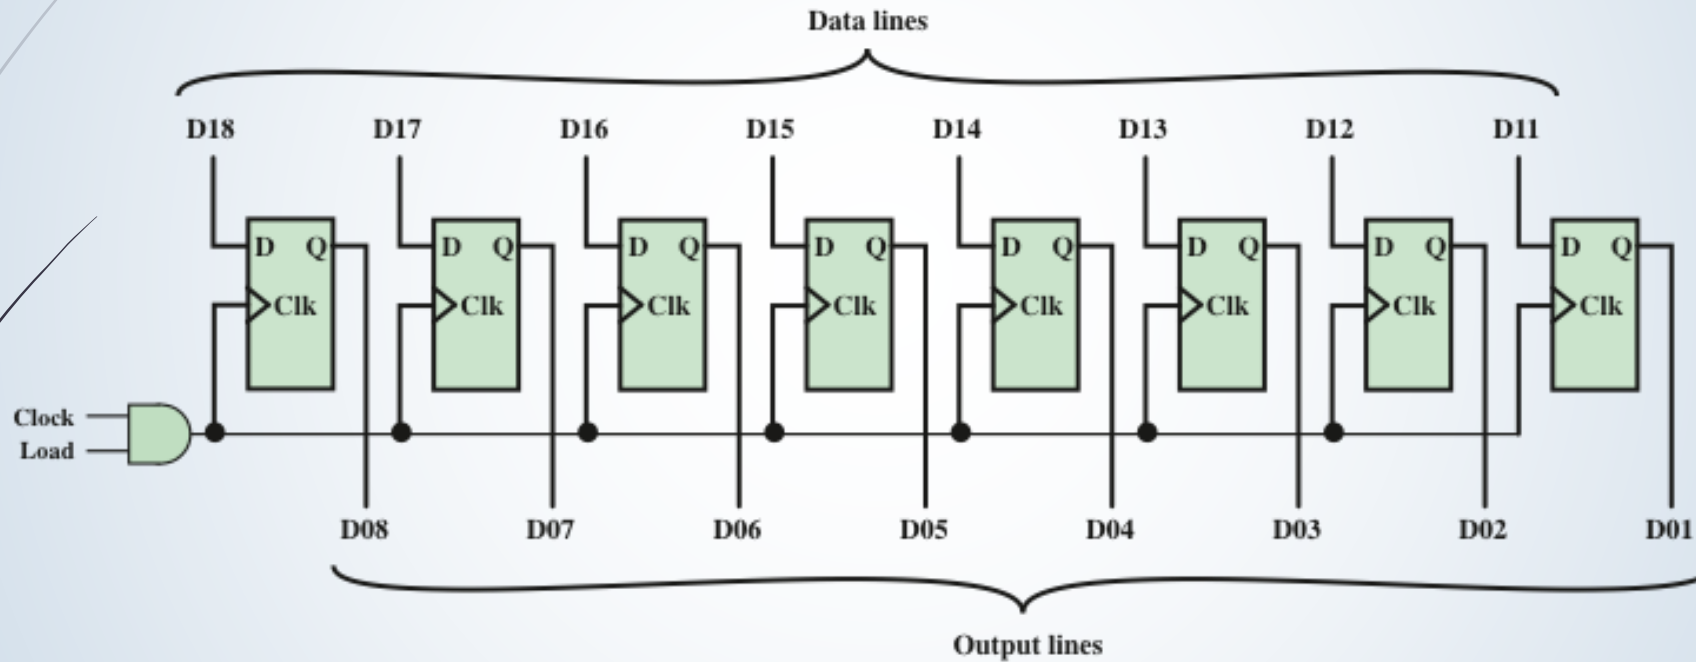 Data lines
D18 D17 D16 D15 D14 D13 D12 D11
D Q D Q D Q D Q D Q D Q D Q D Q
Clk Clk Clk Clk Clk Clk Clk Clk
Clock
Load
D08 D07 D06 D05 D04 D03 D02 D01
Output lines